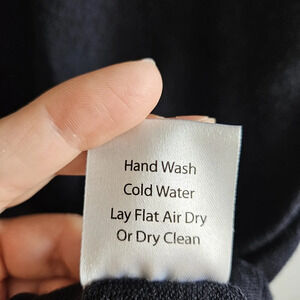 Hand Wash
Cold Water
Lay Flat Air Dry
Or Dry Clean